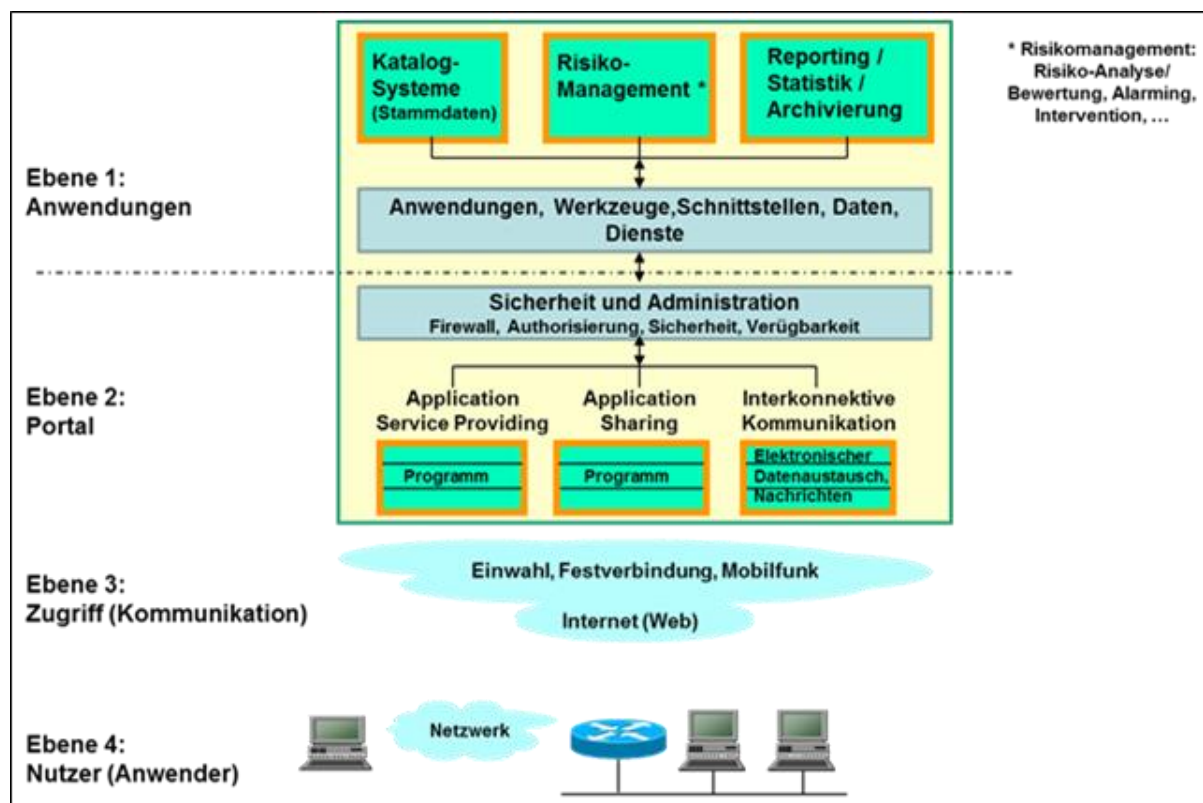 Katalog-
Systeme
(Stammdaten)
Risiko-
Management *
Reporting /
Statistik /
Archivierung
* Risikomanagement:
Risiko-Analyse/
Bewertung, Alarming,
Intervention, …
Ebene 1:
Anwendungen
Anwendungen, Werkzeuge,Schnittstellen, Daten,
Dienste
Sicherheit und Administration
Firewall, Authorisierung, Sicherheit, Verügbarkeit
Ebene 2:
Portal
Application
Service Providing
Application
Sharing
Interkonnektive
Kommunikation
Programm
Programm
Elektronischer
Datenaustausch,
Nachrichten
Ebene 3:
Zugriff (Kommunikation)
Einwahl, Festverbindung, Mobilfunk
Internet (Web)
Ebene 4:
Nutzer (Anwender)
Netzwerk